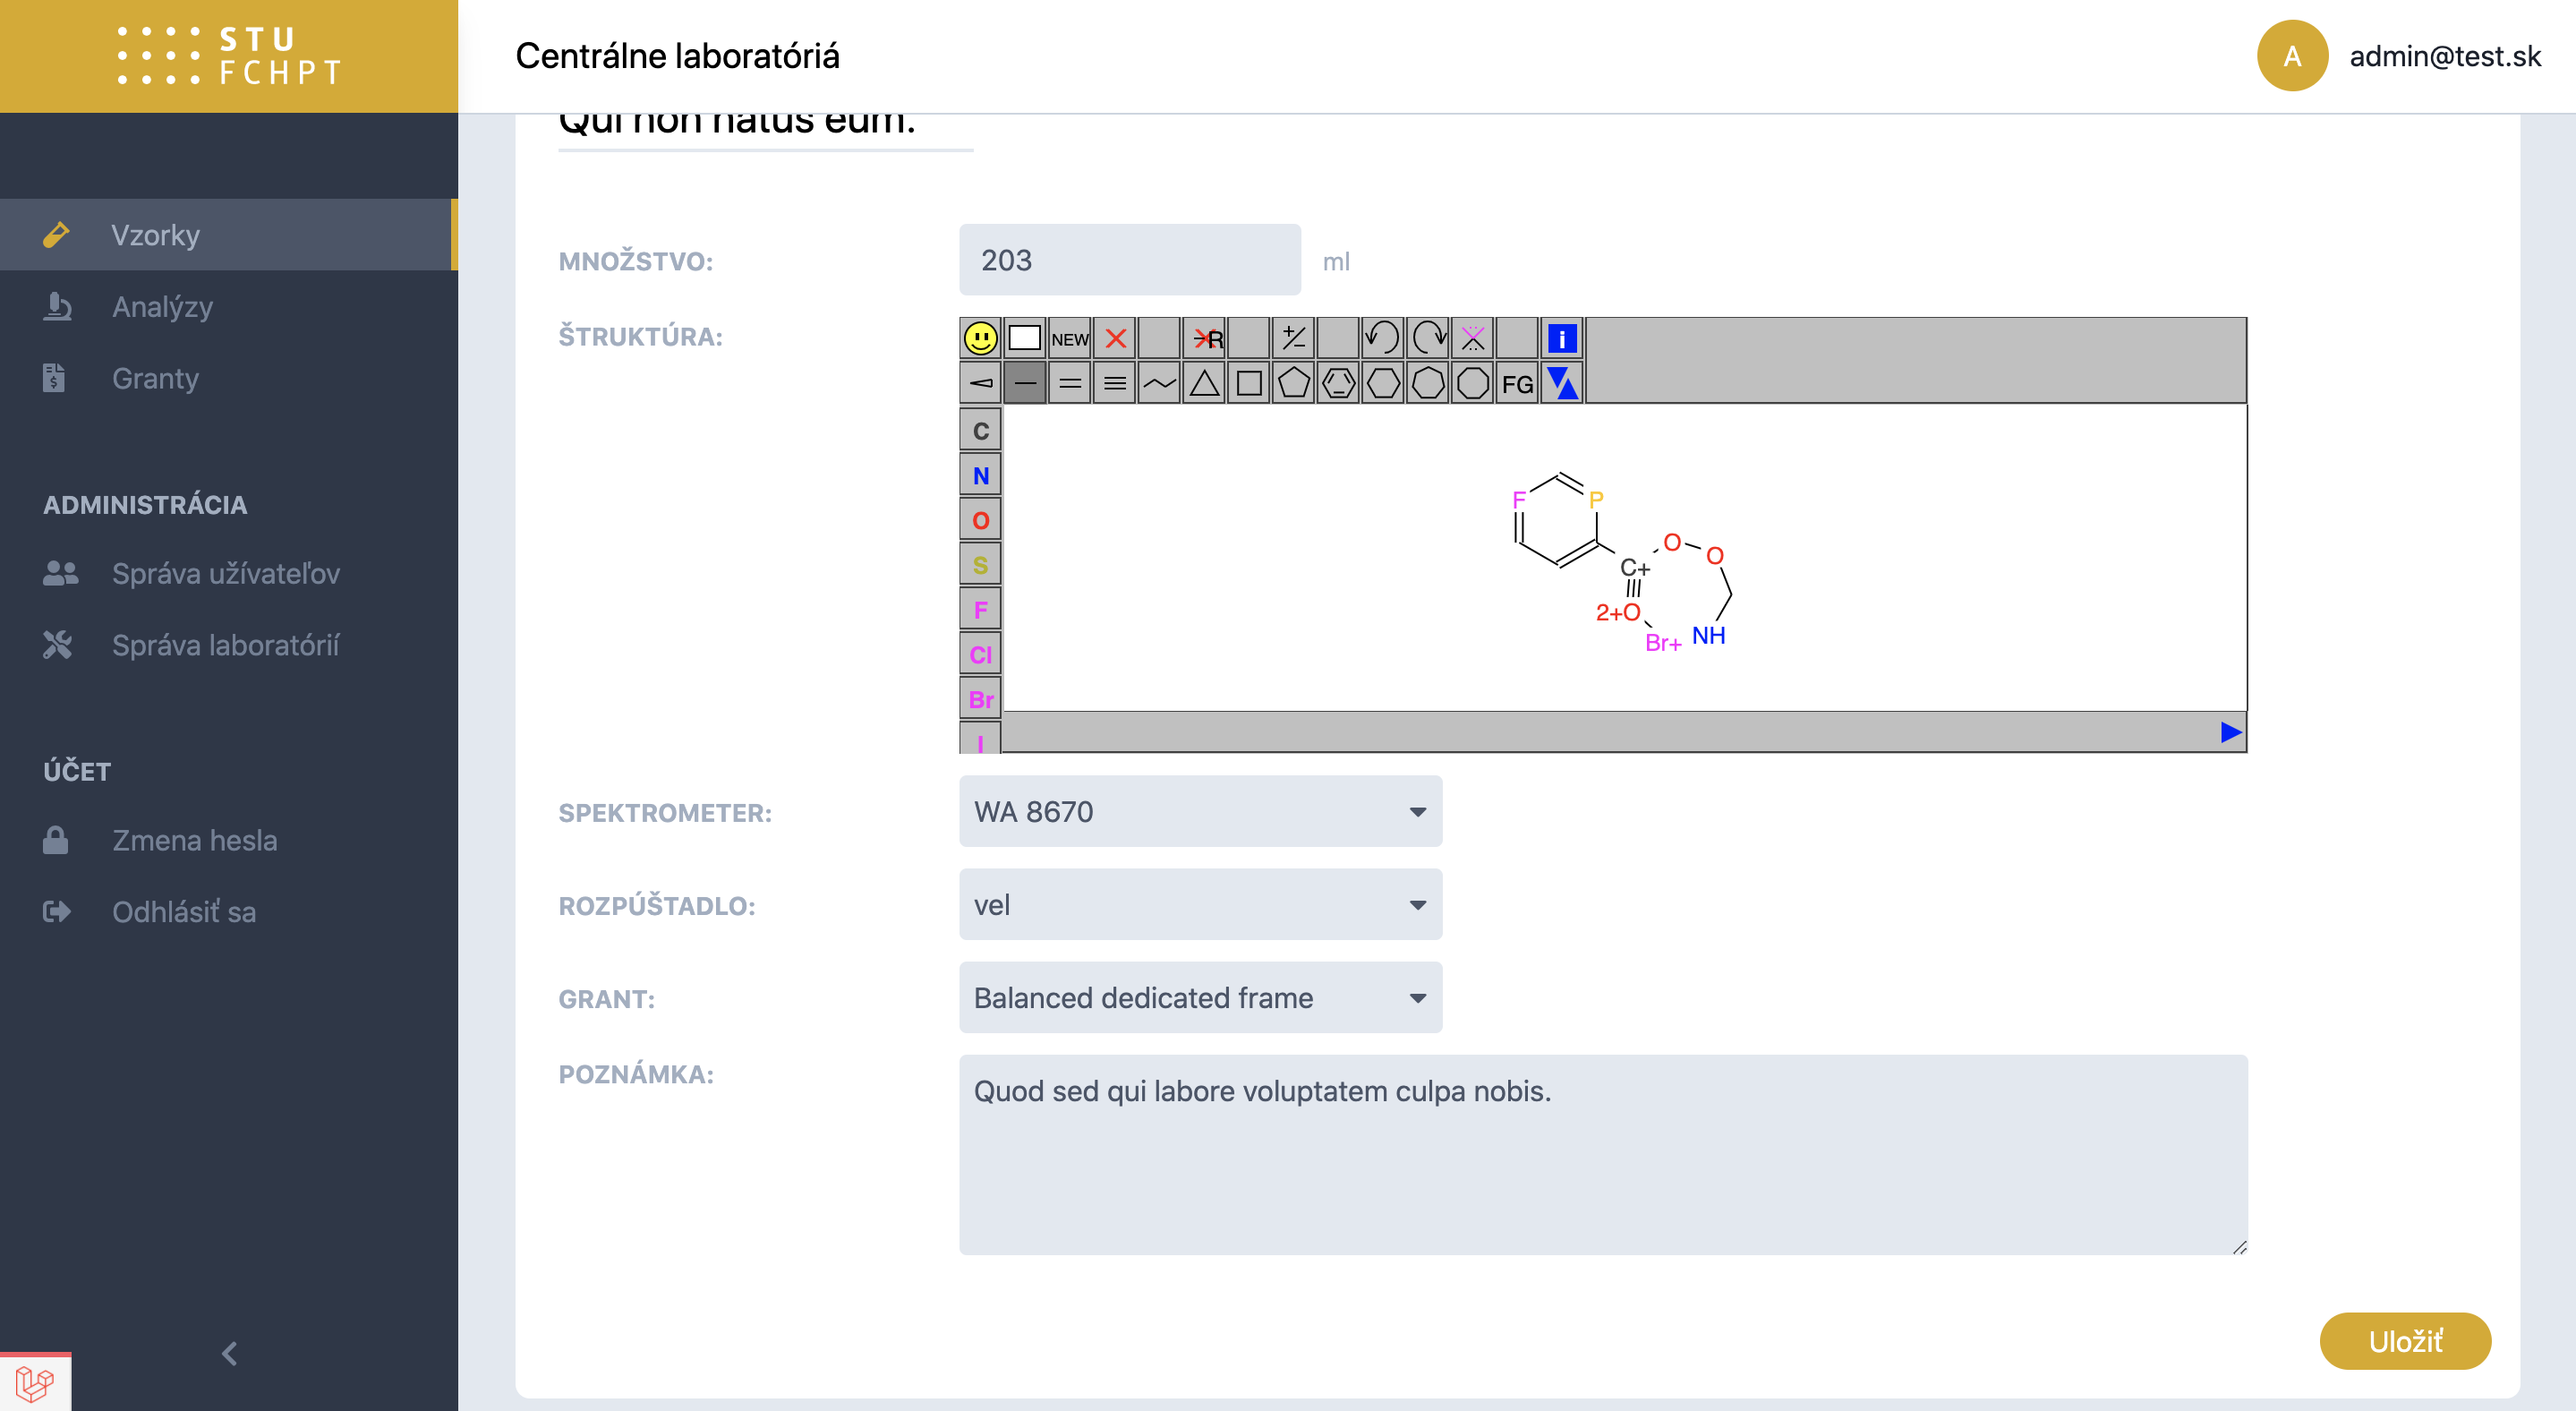 STU
FCHPT
Centrálne laboratóriá
A
admin@test.sk
Vzorky
Analýzy
Granty
ADMINISTRÁCIA
Správa užívateľov
Správa laboratórií
ÚČET
Zmena hesla
Odhlásiť sa
Qui non natus eum.
MNOŽSTVO:
203
ml
ŠTRUKTÚRA:
NEW
R
i
FG
C
N
O
S
F
Cl
Br
I
F
P
O
O
C+
2+O
Br+
NH
SPEKTROMETER:
WA 8670
ROZPÚŠTADLO:
vel
GRANT:
Balanced dedicated frame
POZNÁMKA:
Quod sed qui labore voluptatem culpa nobis.
Uložiť